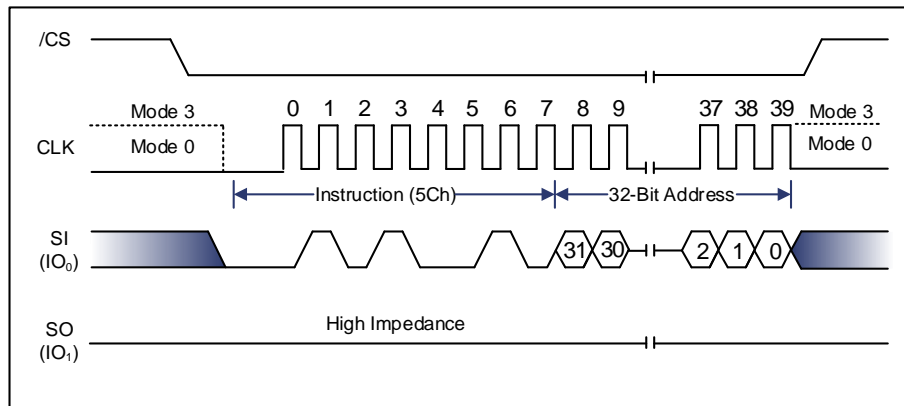 /CS
0 1 2 3 4 5 6 7 8 9 37 38 39
Mode 3 Mode 3
CLK Mode 0 Mode 0
Instruction (5Ch) 32-Bit Address
SI
(IO₀) 31 30 2 1 0
High Impedance
SO
(IO₁)